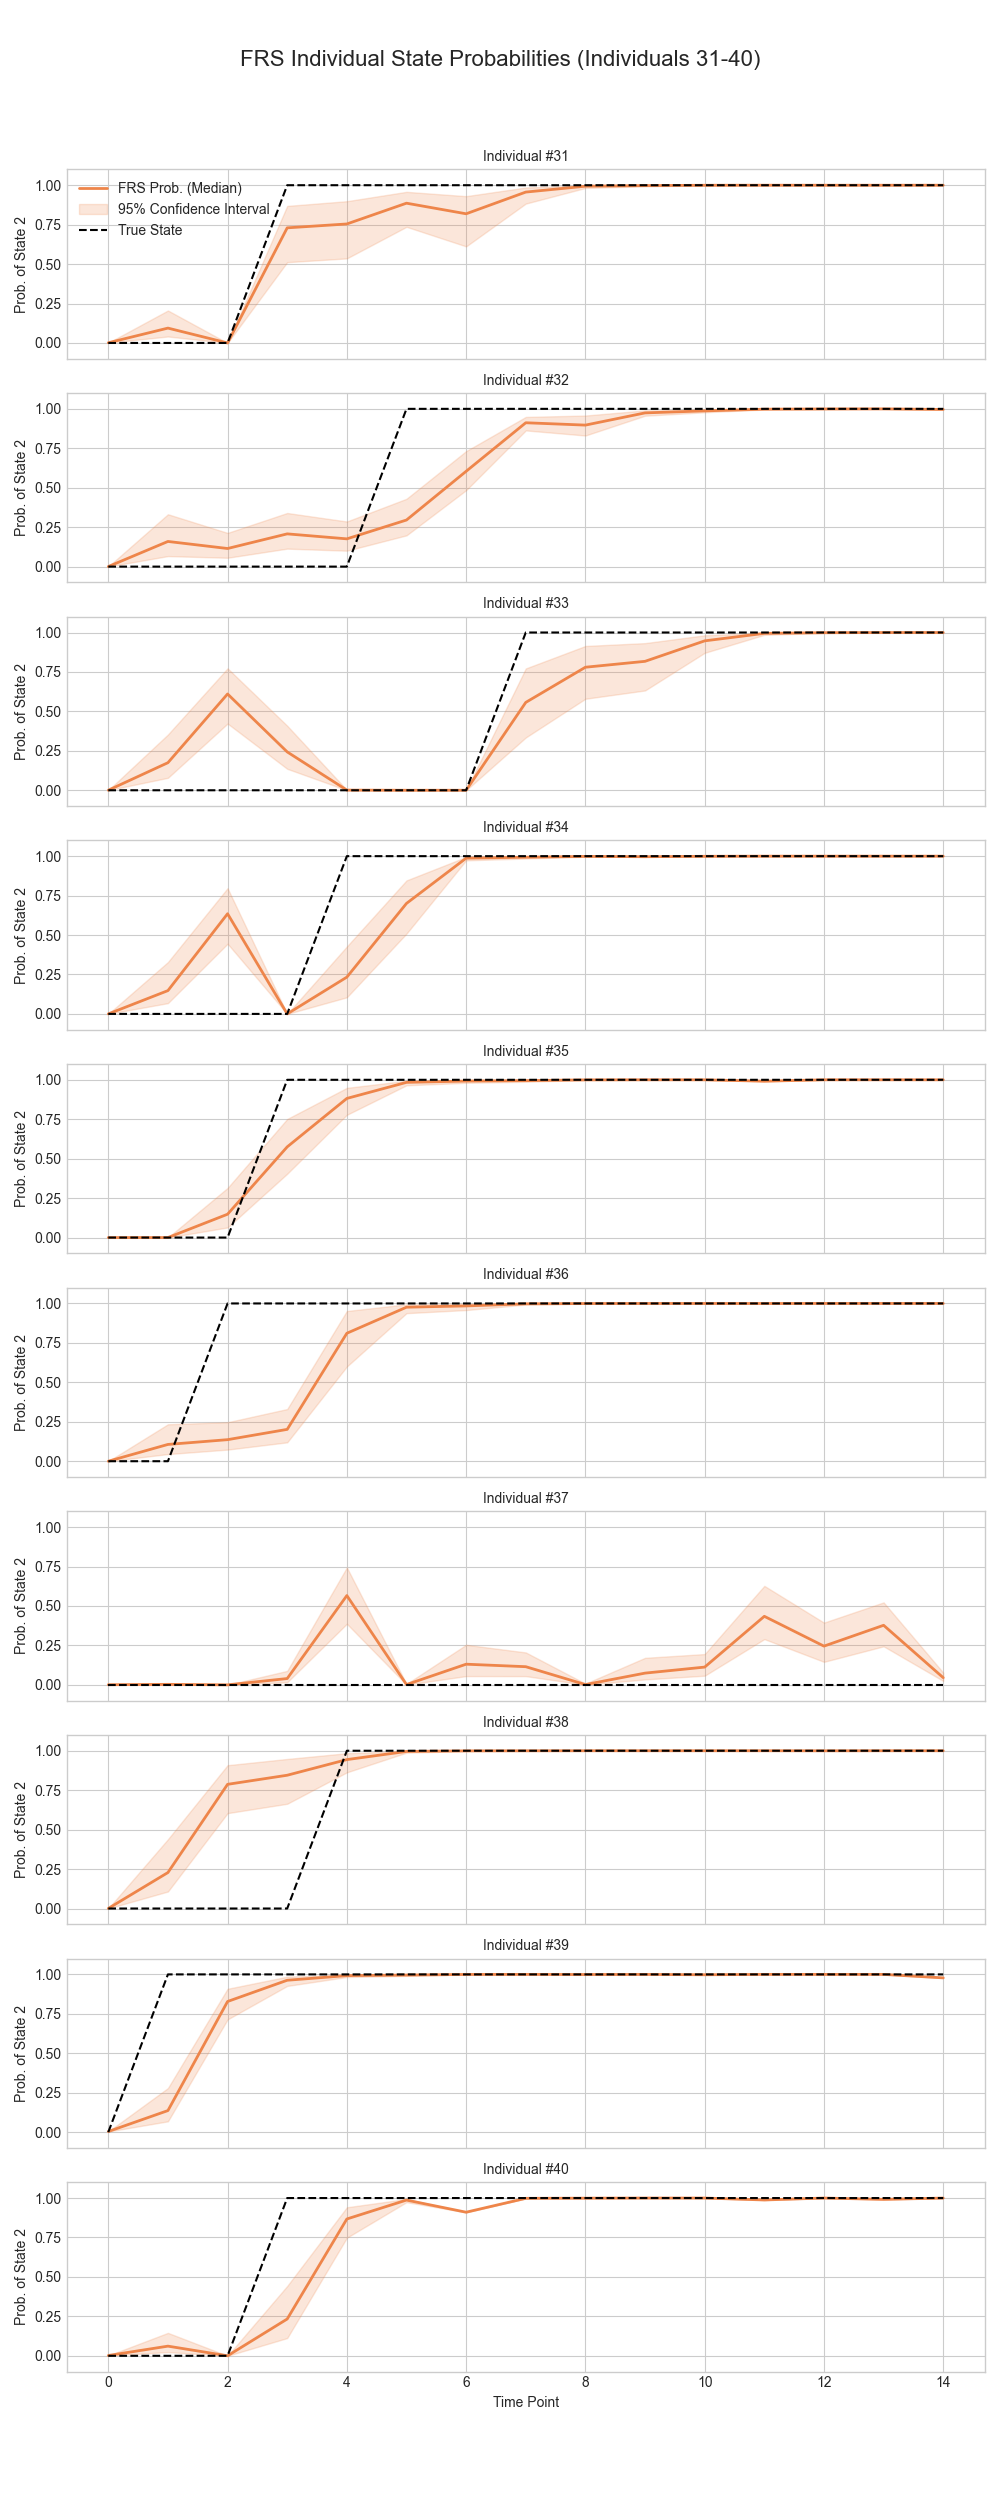 FRS Individual State Probabilities (Individuals 31-40)
Individual #31
Prob. of State 2
1.00
0.75
0.50
0.25
0.00
FRS Prob. (Median)
95% Confidence Interval
True State
Individual #32
Prob. of State 2
1.00
0.75
0.50
0.25
0.00
Individual #33
Prob. of State 2
1.00
0.75
0.50
0.25
0.00
Individual #34
Prob. of State 2
1.00
0.75
0.50
0.25
0.00
Individual #35
Prob. of State 2
1.00
0.75
0.50
0.25
0.00
Individual #36
Prob. of State 2
1.00
0.75
0.50
0.25
0.00
Individual #37
Prob. of State 2
1.00
0.75
0.50
0.25
0.00
Individual #38
Prob. of State 2
1.00
0.75
0.50
0.25
0.00
Individual #39
Prob. of State 2
1.00
0.75
0.50
0.25
0.00
Individual #40
Prob. of State 2
1.00
0.75
0.50
0.25
0.00
0 2 4 6 8 10 12 14
Time Point